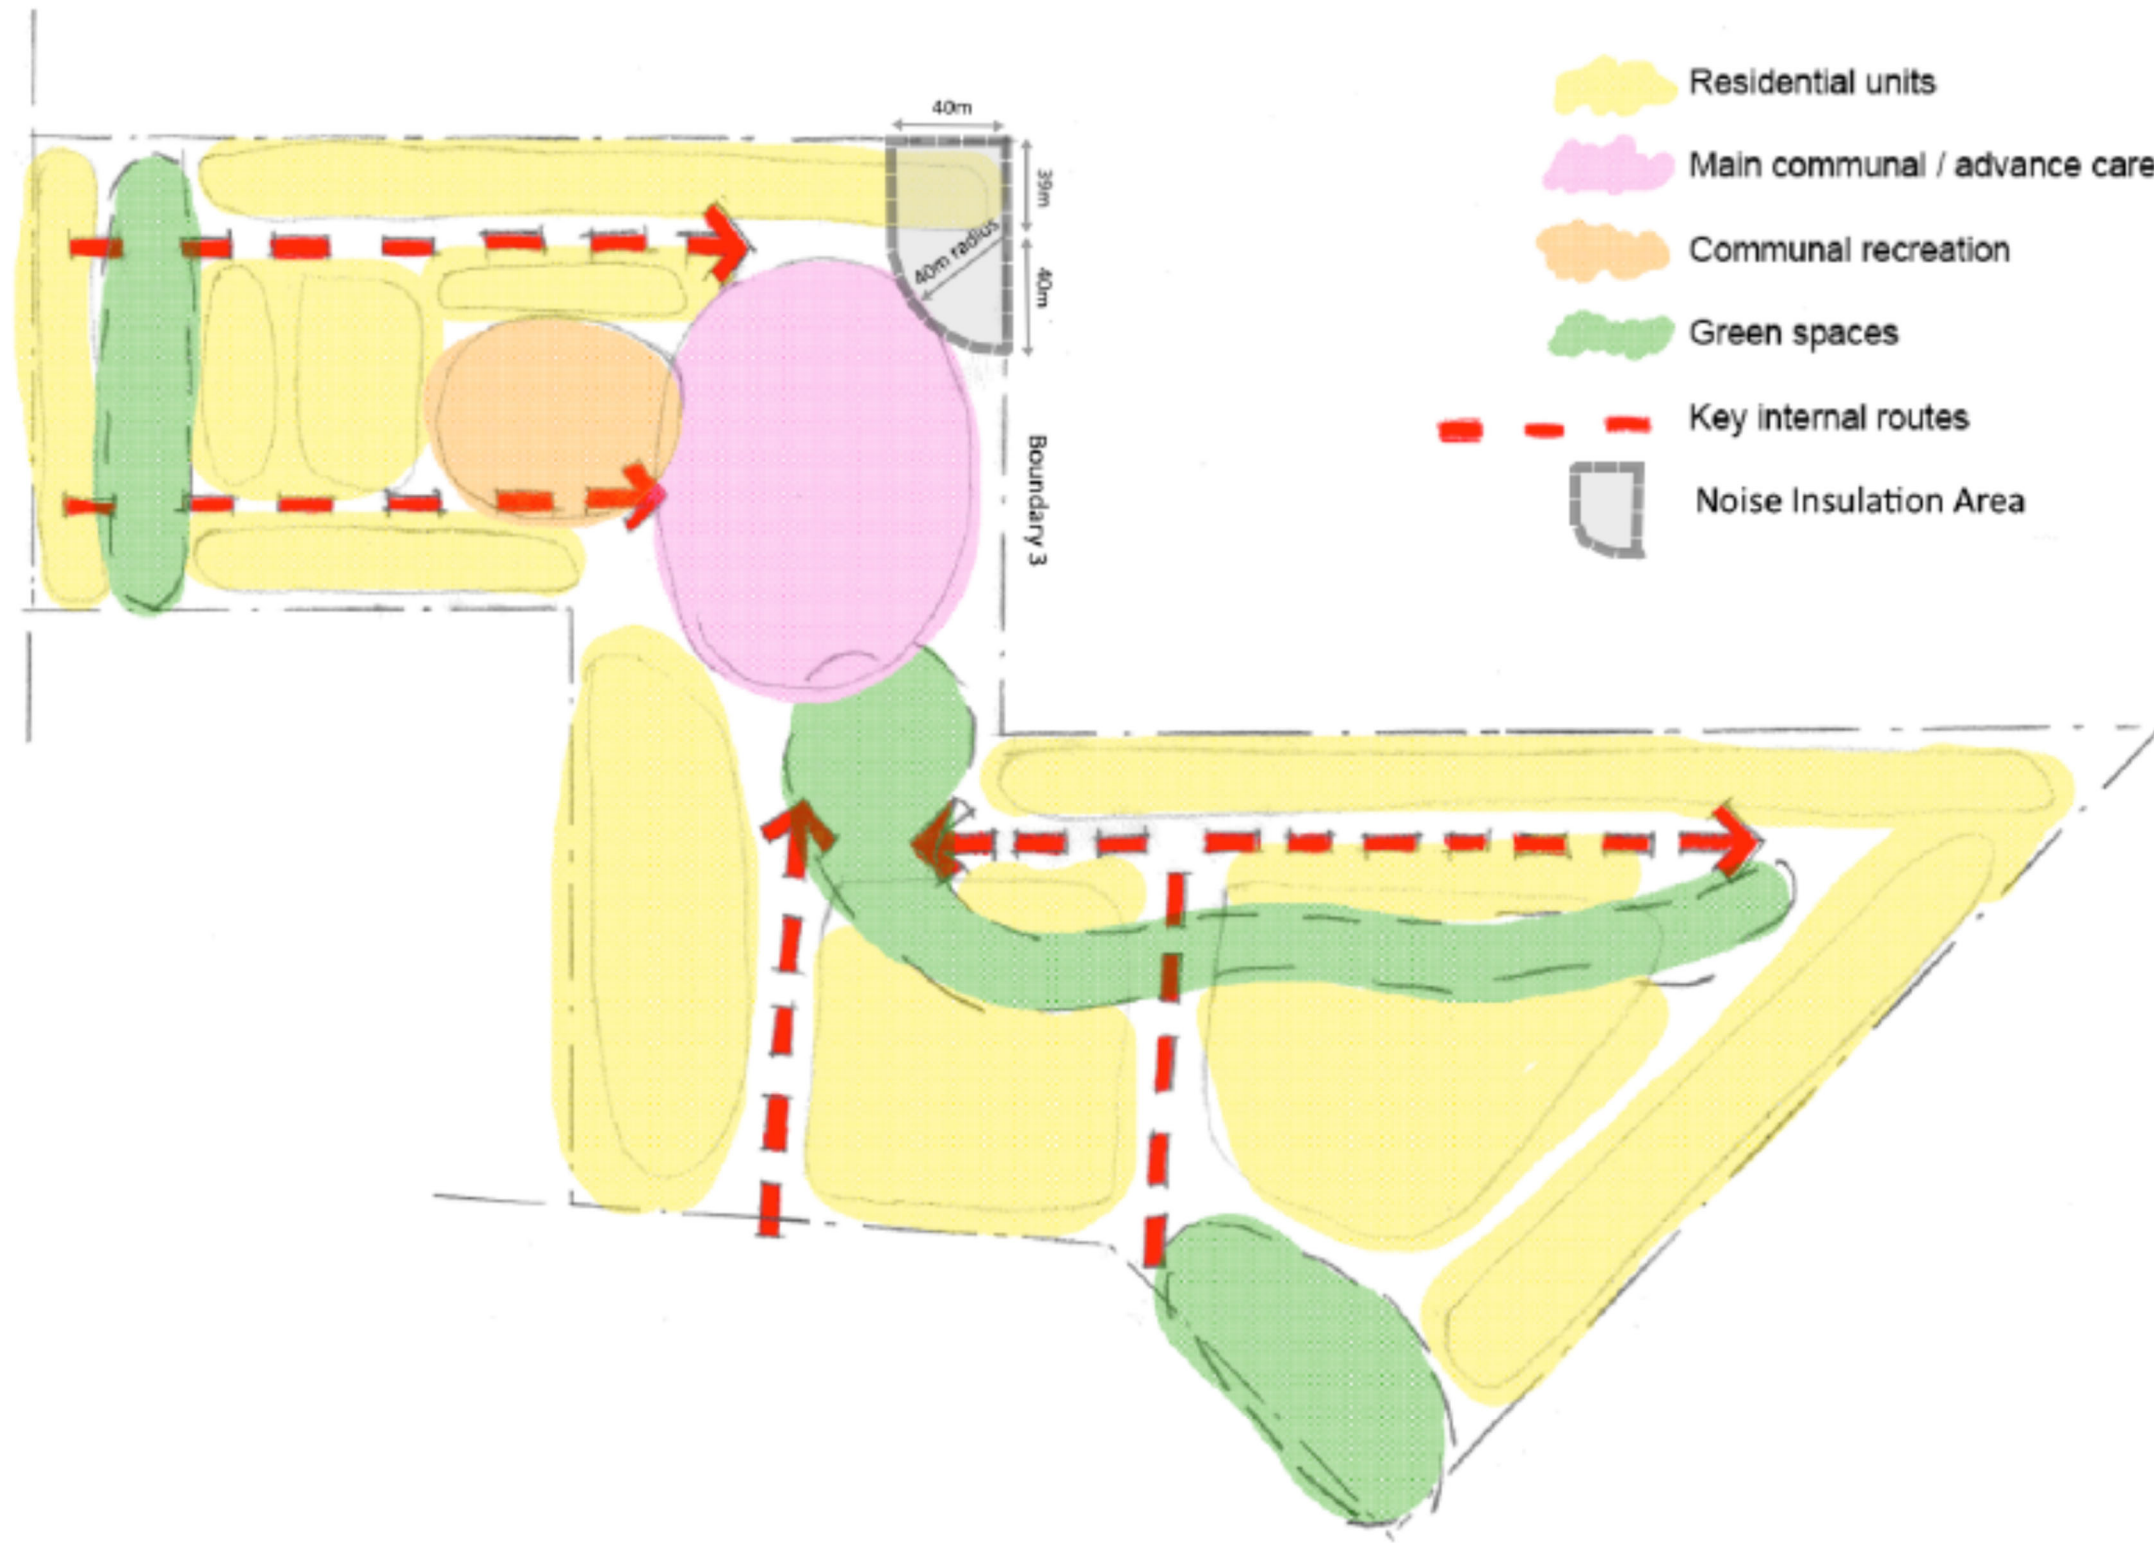 40m
39m
40m radius
40m
Boundary 3
Residential units
Main communal / advance care
Communal recreation
Green spaces
Key internal routes
Noise Insulation Area